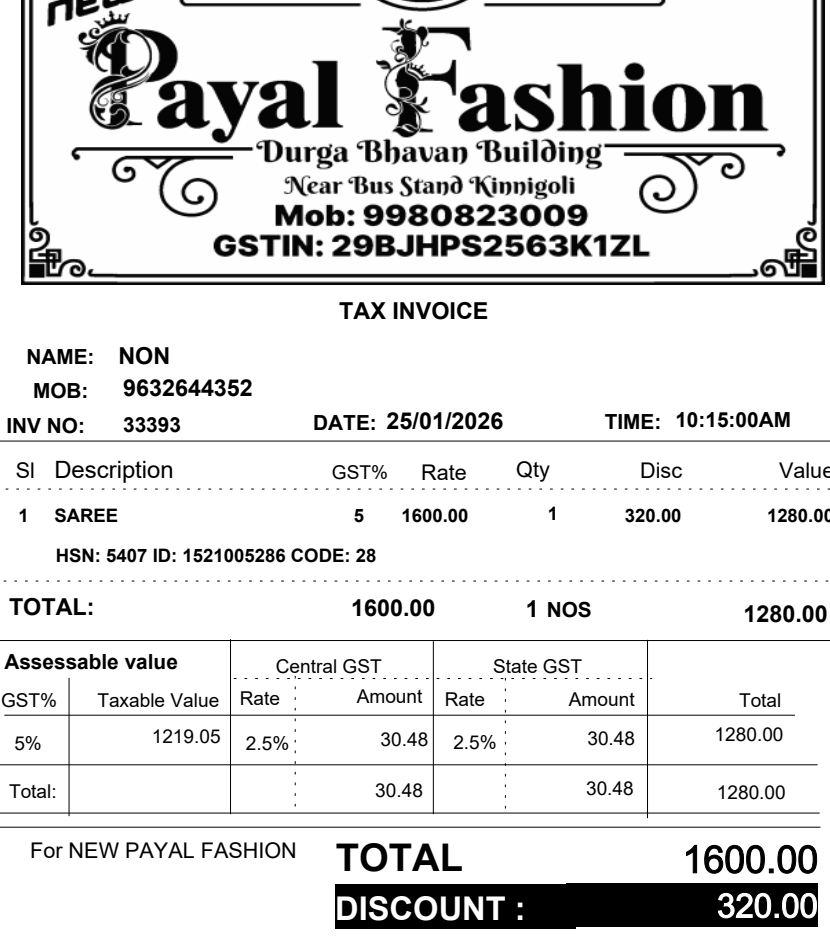 new
Payal Fashion
Durga Bhavan Building
Near Bus Stand Kinnigoli
Mob: 9980823009
GSTIN: 29BJHPS2563K1ZL
TAX INVOICE
NAME: NON
MOB: 9632644352
INV NO: 33393 DATE: 25/01/2026 TIME: 10:15:00AM
Sl Description GST% Rate Qty Disc Value
1 SAREE 5 1600.00 1 320.00 1280.00
HSN: 5407 ID: 1521005286 CODE: 28
TOTAL: 1600.00 1 NOS 1280.00
Assessable value Central GST State GST
GST% Taxable Value Rate Amount Rate Amount Total
5% 1219.05 2.5% 30.48 2.5% 30.48 1280.00
Total: 30.48 30.48 1280.00
For NEW PAYAL FASHION TOTAL 1600.00
DISCOUNT : 320.00